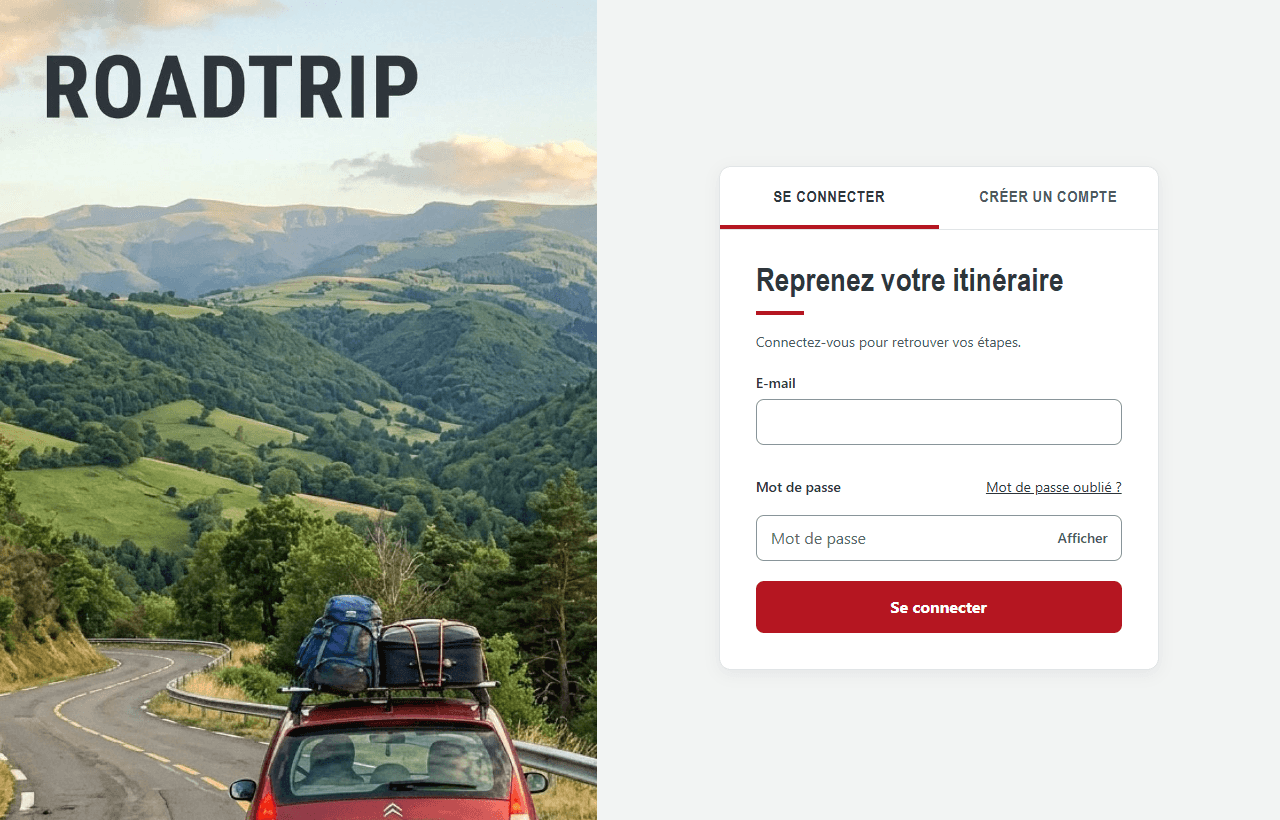 ROADTRIP
SE CONNECTER
CRÉER UN COMPTE
Reprenez votre itinéraire
Connectez-vous pour retrouver vos étapes.
E-mail
Mot de passe
Mot de passe oublié ?
Mot de passe
Afficher
Se connecter